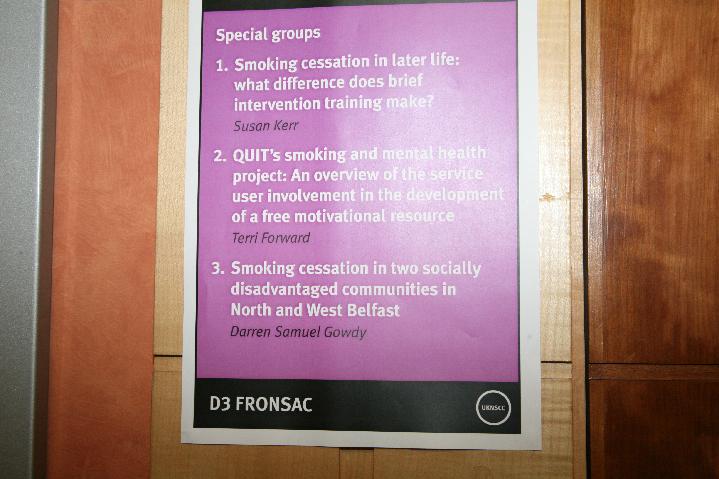 Special groups
1. Smoking cessation in later life:
what difference does brief
intervention training make?
Susan Kerr
2. QUIT's smoking and mental health
project: An overview of the service
user involvement in the development
of a free motivational resource
Terri Forward
3. Smoking cessation in two socially
disadvantaged communities in
North and West Belfast
Darren Samuel Gowdy
D3 FRONSAC
UKNSCC